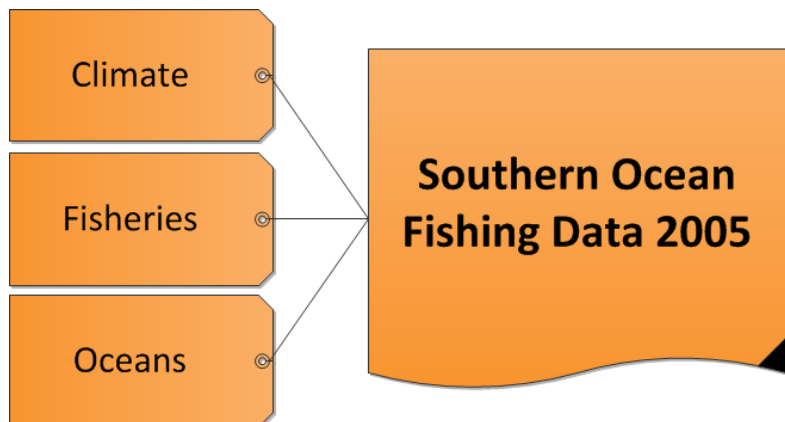 Climate
Fisheries
Oceans
Southern Ocean
Fishing Data 2005